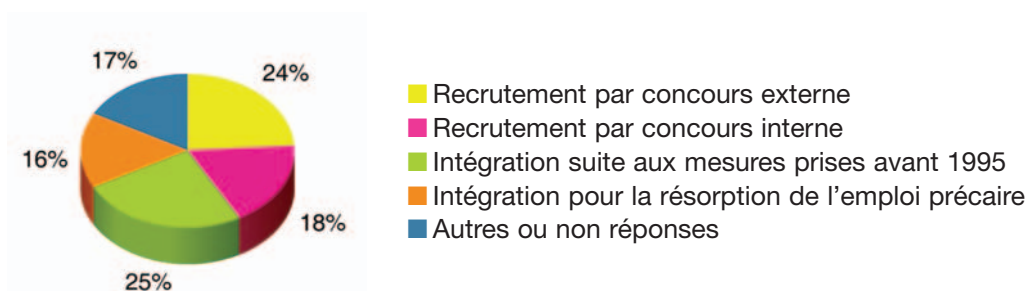 17%
24%
16%
18%
25%
Recrutement par concours externe
Recrutement par concours interne
Intégration suite aux mesures prises avant 1995
Intégration pour la résorption de l’emploi précaire
Autres ou non réponses